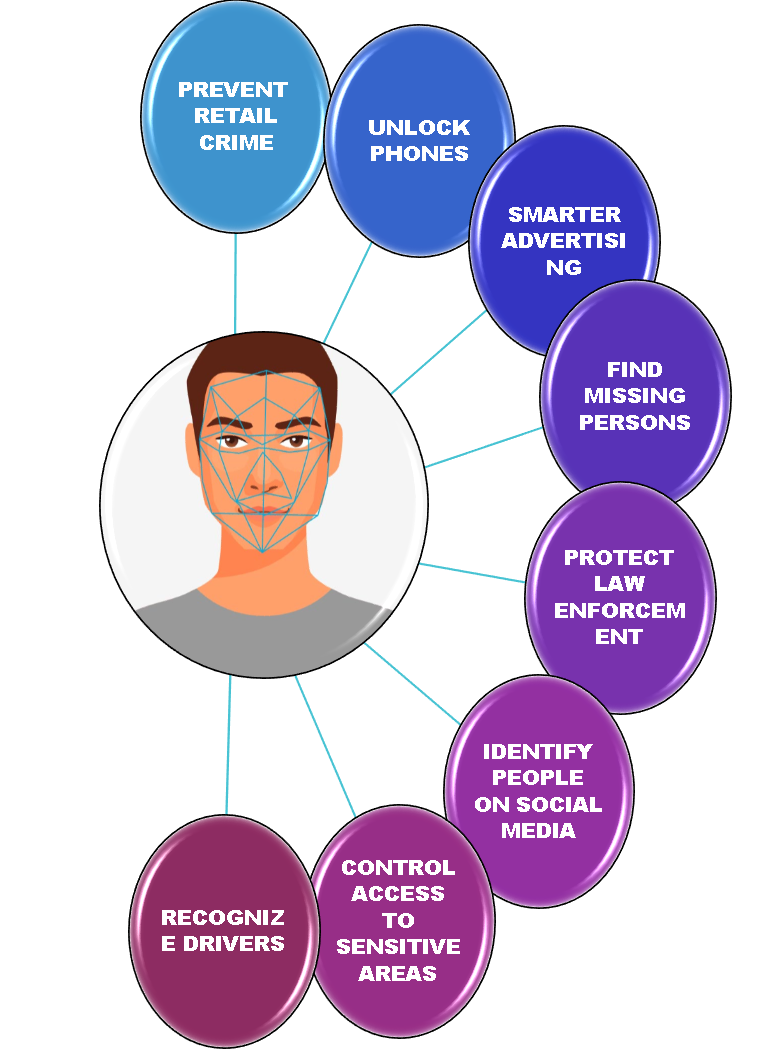 PREVENT
RETAIL
CRIME
UNLOCK
PHONES
SMARTER
ADVERTISI
NG
FIND
MISSING
PERSONS
PROTECT
LAW
ENFORCEM
ENT
IDENTIFY
PEOPLE
ON SOCIAL
MEDIA
CONTROL
ACCESS
TO
SENSITIVE
AREAS
RECOGNIZ
E DRIVERS